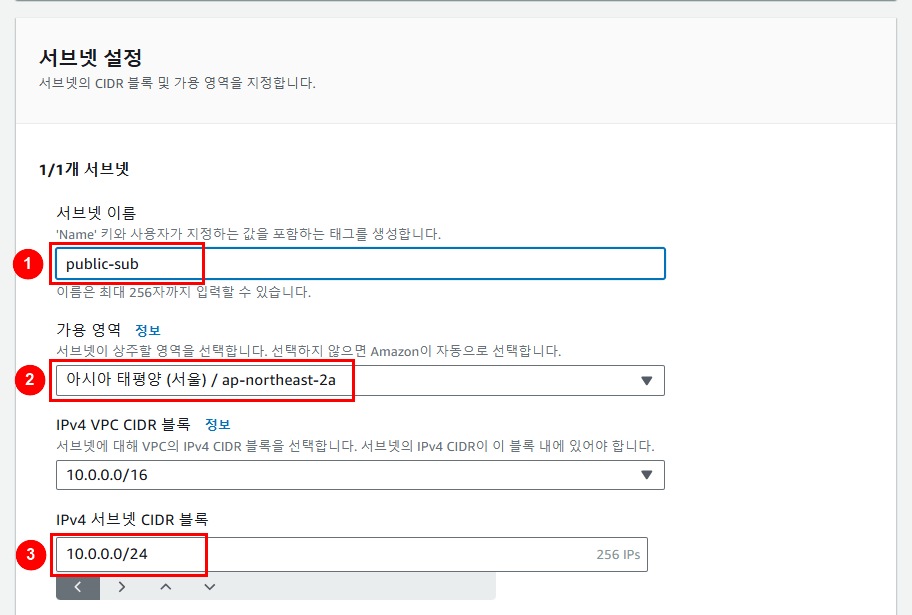 서브넷 설정
서브넷의 CIDR 블록 및 가용 영역을 지정합니다.
1/1개 서브넷
서브넷 이름
'Name' 키와 사용자가 지정하는 값을 포함하는 태그를 생성합니다.
1 public-sub
이름은 최대 256자까지 입력할 수 있습니다.
가용 영역 정보
서브넷이 상주할 영역을 선택합니다. 선택하지 않으면 Amazon이 자동으로 선택합니다.
2 아시아 태평양 (서울) / ap-northeast-2a
IPv4 VPC CIDR 블록 정보
서브넷에 대해 VPC의 IPv4 CIDR 블록을 선택합니다. 서브넷의 IPv4 CIDR이 이 블록 내에 있어야 합니다.
10.0.0.0/16
IPv4 서브넷 CIDR 블록
3 10.0.0.0/24 256 IPs